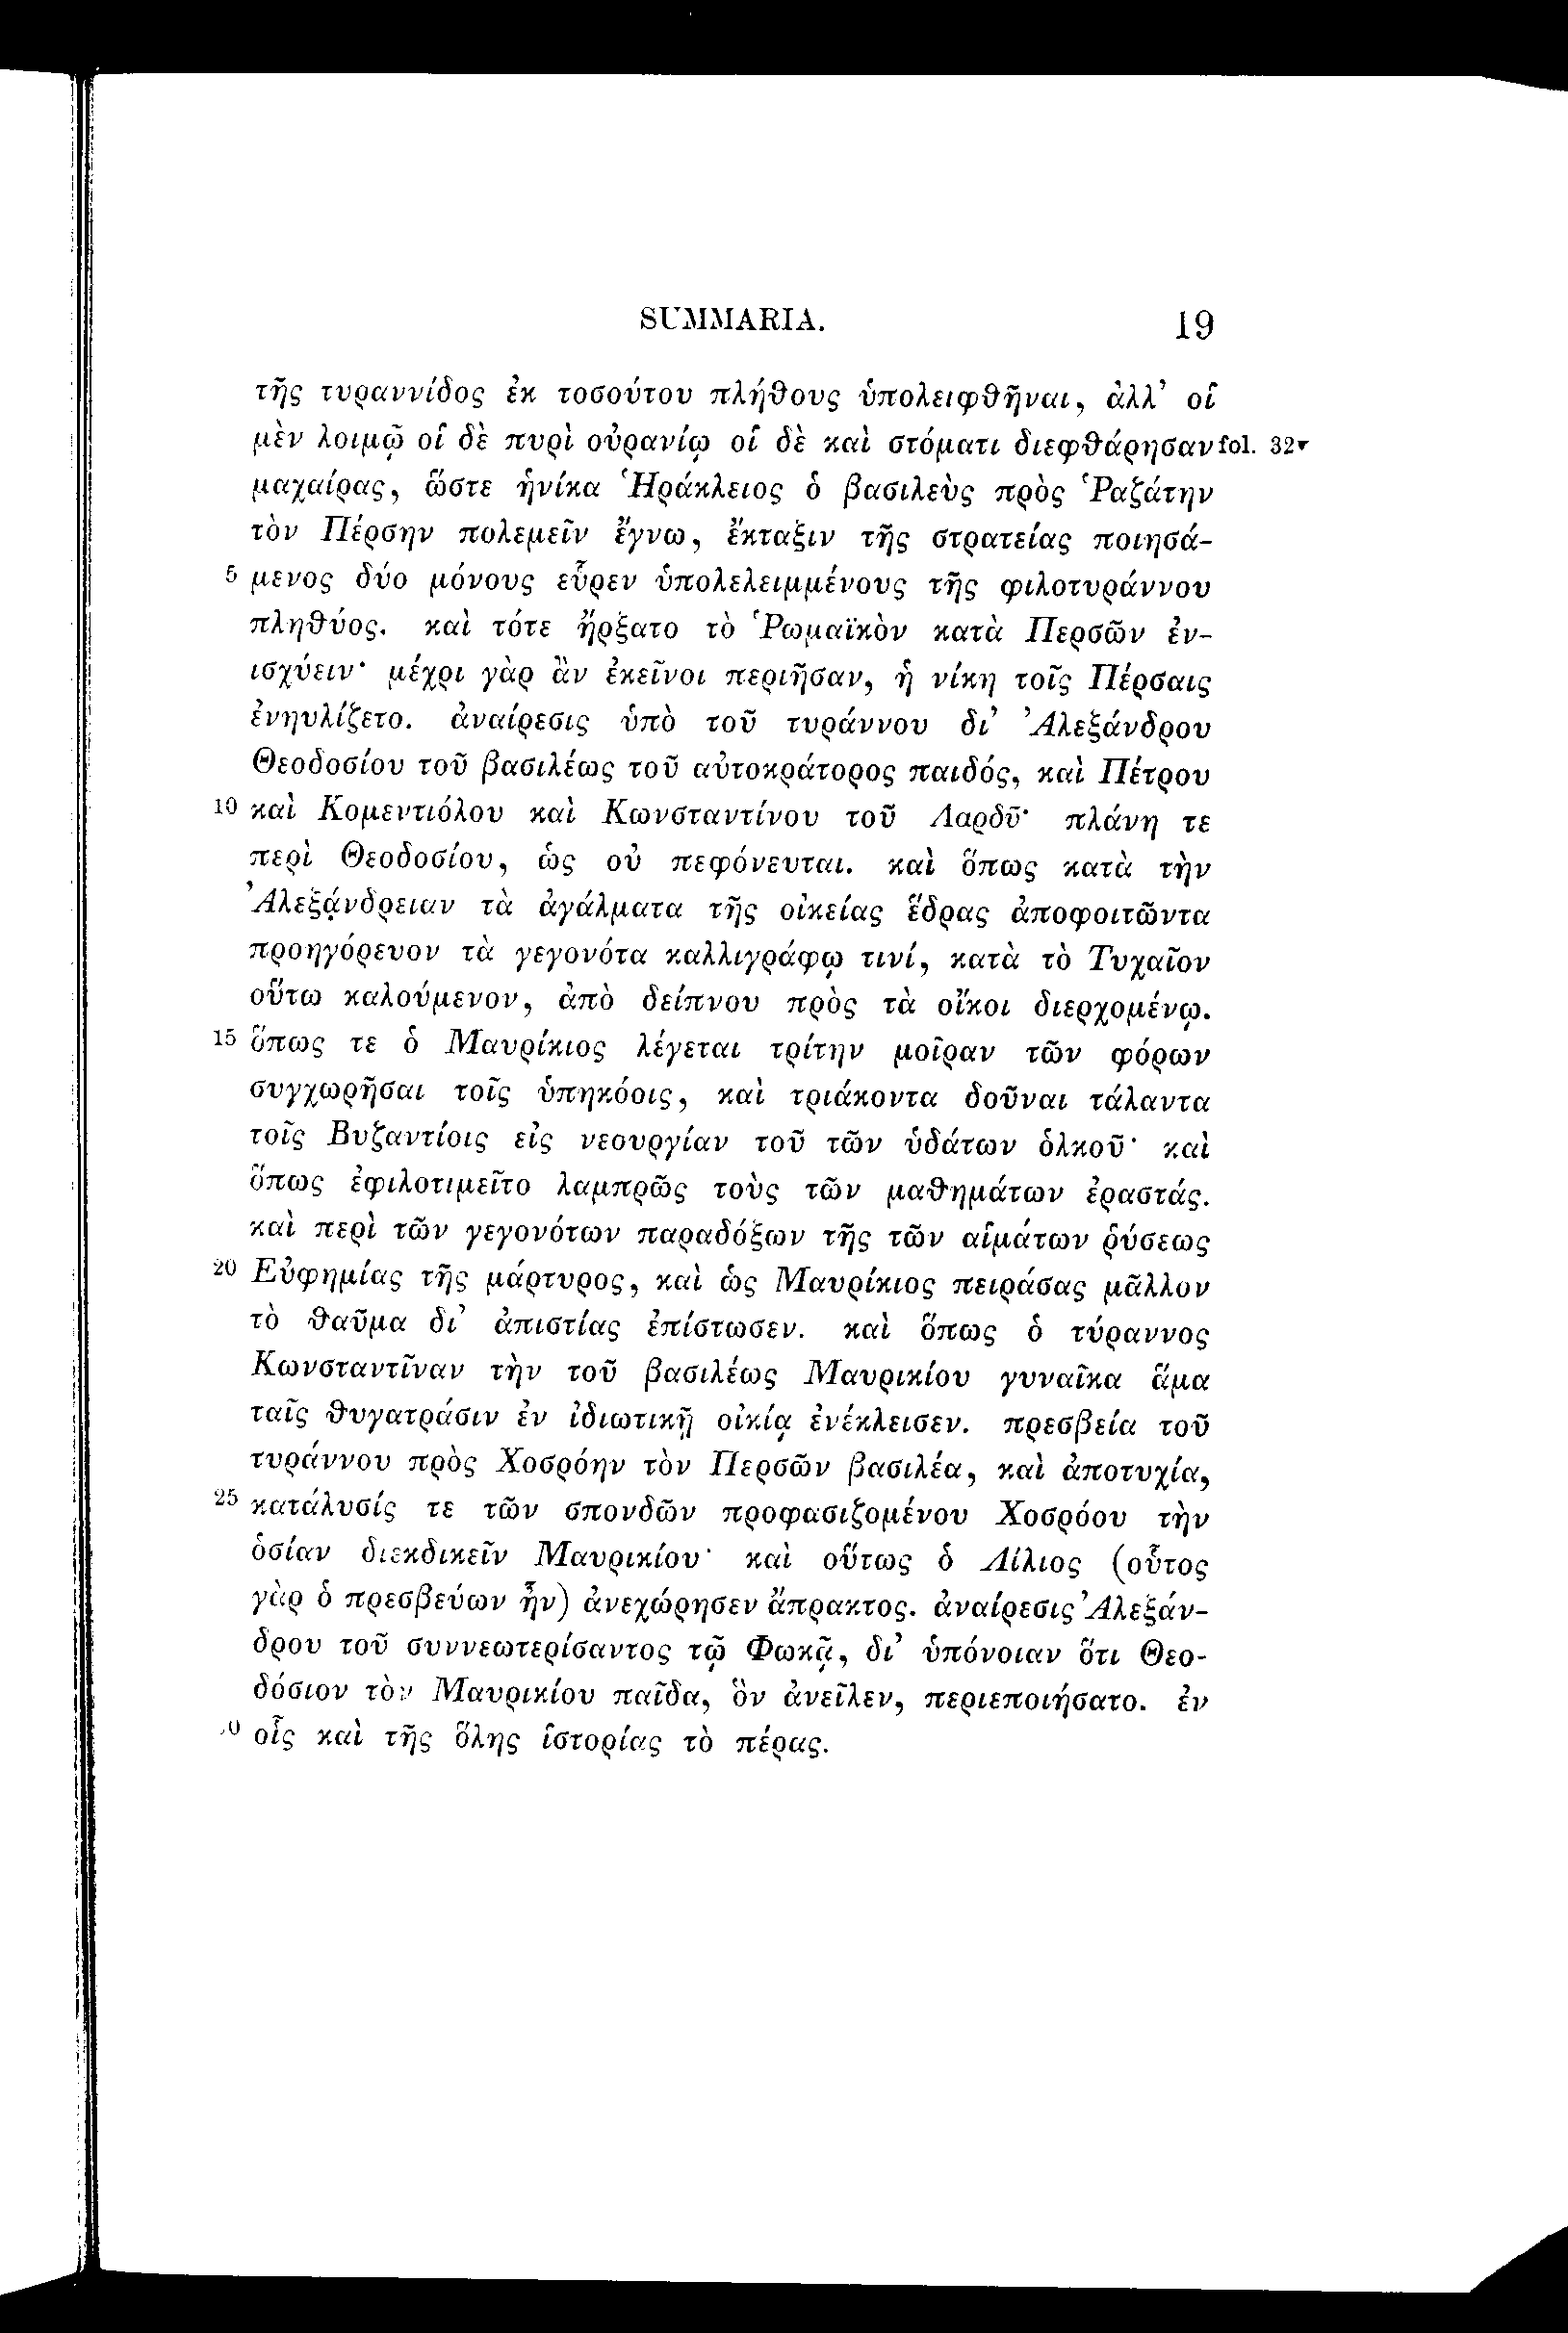 SUMMARIA. 19
τῆς τυραννίδος ἐκ τοσούτου πλήθους ὑπολειφθῆναι, ἀλλ’ οἱ
μὲν λοιμῷ οἱ δὲ πυρὶ οὐρανίῳ οἱ δὲ καὶ στόματι διεφθάρησαν fol. 32v
μαχαίρας, ὥστε ἡνίκα Ἡράκλειος ὁ βασιλεὺς πρὸς Ῥαζάτην
τὸν Πέρσην πολεμεῖν ἔγνω, ἔκταξιν τῆς στρατείας ποιησά-
5 μενος δύο μόνους εὗρεν ὑπολελειμμένους τῆς φιλοτυράννου
πληθύος. καὶ τότε ἤρξατο τὸ Ῥωμαϊκὸν κατὰ Περσῶν ἐν-
ισχύειν· μέχρι γὰρ ἂν ἐκεῖνοι περιῆσαν, ἡ νίκη τοῖς Πέρσαις
ἐνηυλίζετο. ἀναίρεσις ὑπὸ τοῦ τυράννου δι’ Ἀλεξάνδρου
Θεοδοσίου τοῦ βασιλέως τοῦ αὐτοκράτορος παιδός, καὶ Πέτρου
10 καὶ Κομεντιόλου καὶ Κωνσταντίνου τοῦ Λαρδῦ· πλάνη τε
περὶ Θεοδοσίου, ὡς οὐ πεφόνευται. καὶ ὅπως κατὰ τὴν
Ἀλεξάνδρειαν τὰ ἀγάλματα τῆς οἰκείας ἕδρας ἀποφοιτῶντα
προηγόρευον τὰ γεγονότα καλλιγράφῳ τινί, κατὰ τὸ Τυχαῖον
οὕτω καλούμενον, ἀπὸ δείπνου πρὸς τὰ οἴκοι διερχομένῳ.
15 ὅπως τε ὁ Μαυρίκιος λέγεται τρίτην μοῖραν τῶν φόρων
συγχωρῆσαι τοῖς ὑπηκόοις, καὶ τριάκοντα δοῦναι τάλαντα
τοῖς Βυζαντίοις εἰς νεουργίαν τοῦ τῶν ὑδάτων ὁλκοῦ· καὶ
ὅπως ἐφιλοτιμεῖτο λαμπρῶς τοὺς τῶν μαθημάτων ἐραστάς.
καὶ περὶ τῶν γεγονότων παραδόξων τῆς τῶν αἱμάτων ῥύσεως
20 Εὐφημίας τῆς μάρτυρος, καὶ ὡς Μαυρίκιος πειράσας μᾶλλον
τὸ θαῦμα δι’ ἀπιστίας ἐπίστωσεν. καὶ ὅπως ὁ τύραννος
Κωνσταντῖναν τὴν τοῦ βασιλέως Μαυρικίου γυναῖκα ἅμα
ταῖς θυγατράσιν ἐν ἰδιωτικῇ οἰκίᾳ ἐνέκλεισεν. πρεσβεία τοῦ
τυράννου πρὸς Χοσρόην τὸν Περσῶν βασιλέα, καὶ ἀποτυχία,
25 κατάλυσίς τε τῶν σπονδῶν προφασιζομένου Χοσρόου τὴν
ὁσίαν διεκδικεῖν Μαυρικίου· καὶ οὕτως ὁ Λίλιος (οὗτος
γὰρ ὁ πρεσβεύων ἦν) ἀνεχώρησεν ἄπρακτος. ἀναίρεσις Ἀλεξάν-
δρου τοῦ συννεωτερίσαντος τῷ Φωκᾷ, δι’ ὑπόνοιαν ὅτι Θεο-
δόσιον τὸν Μαυρικίου παῖδα, ὃν ἀνεῖλεν, περιεποιήσατο. ἐν
30 οἷς καὶ τῆς ὅλης ἱστορίας τὸ πέρας.